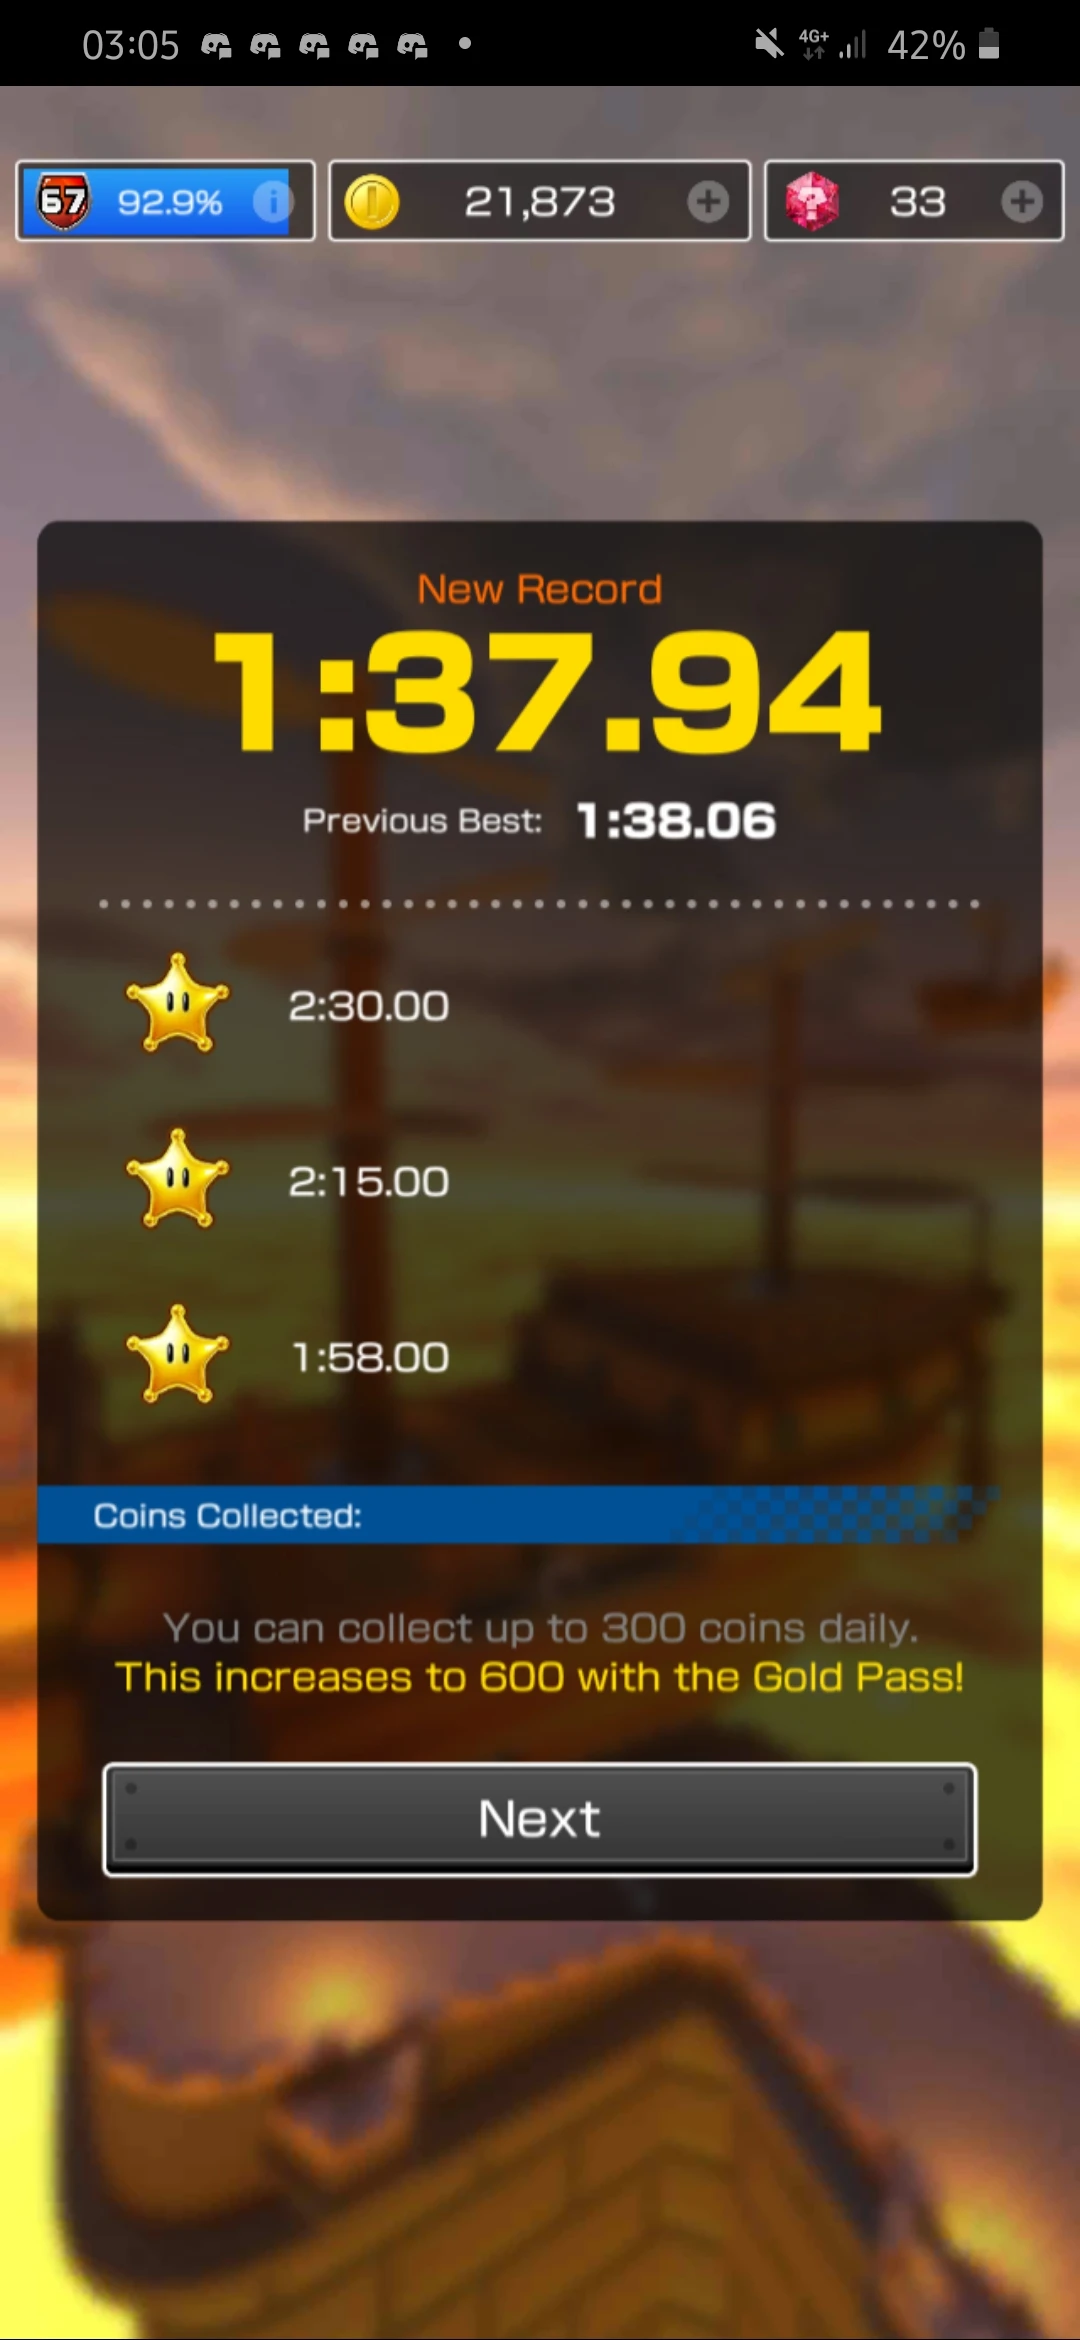 03:05 4G+ 42%
67 92.9% i 21,873 + 33 +
New Record
1:37.94
Previous Best: 1:38.06
2:30.00
2:15.00
1:58.00
Coins Collected:
You can collect up to 300 coins daily.
This increases to 600 with the Gold Pass!
Next